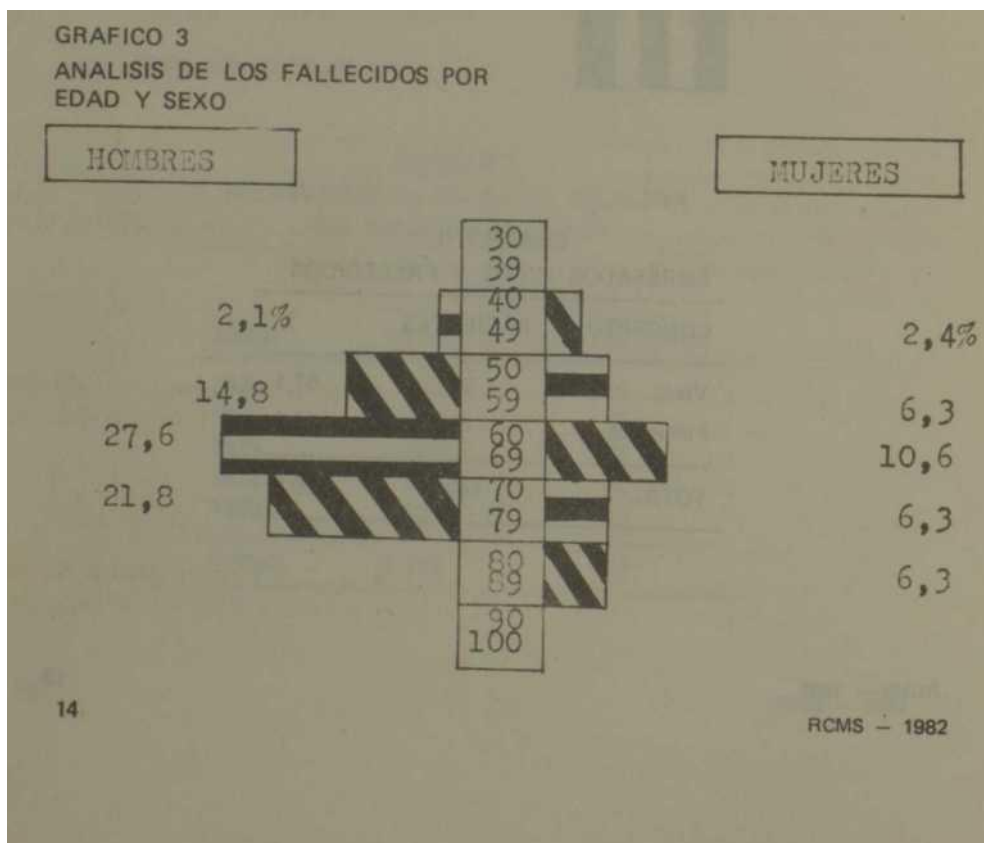 GRAFICO 3
ANALISIS DE LOS FALLECIDOS POR
EDAD Y SEXO
HOMBRES
MUJERES
30
39
2,1% 40 2,4%
49
14,8 50 6,3
59
27,6 60 10,6
69
21,8 70 6,3
79
80 6,3
89
90
100
14
RCMS — 1982